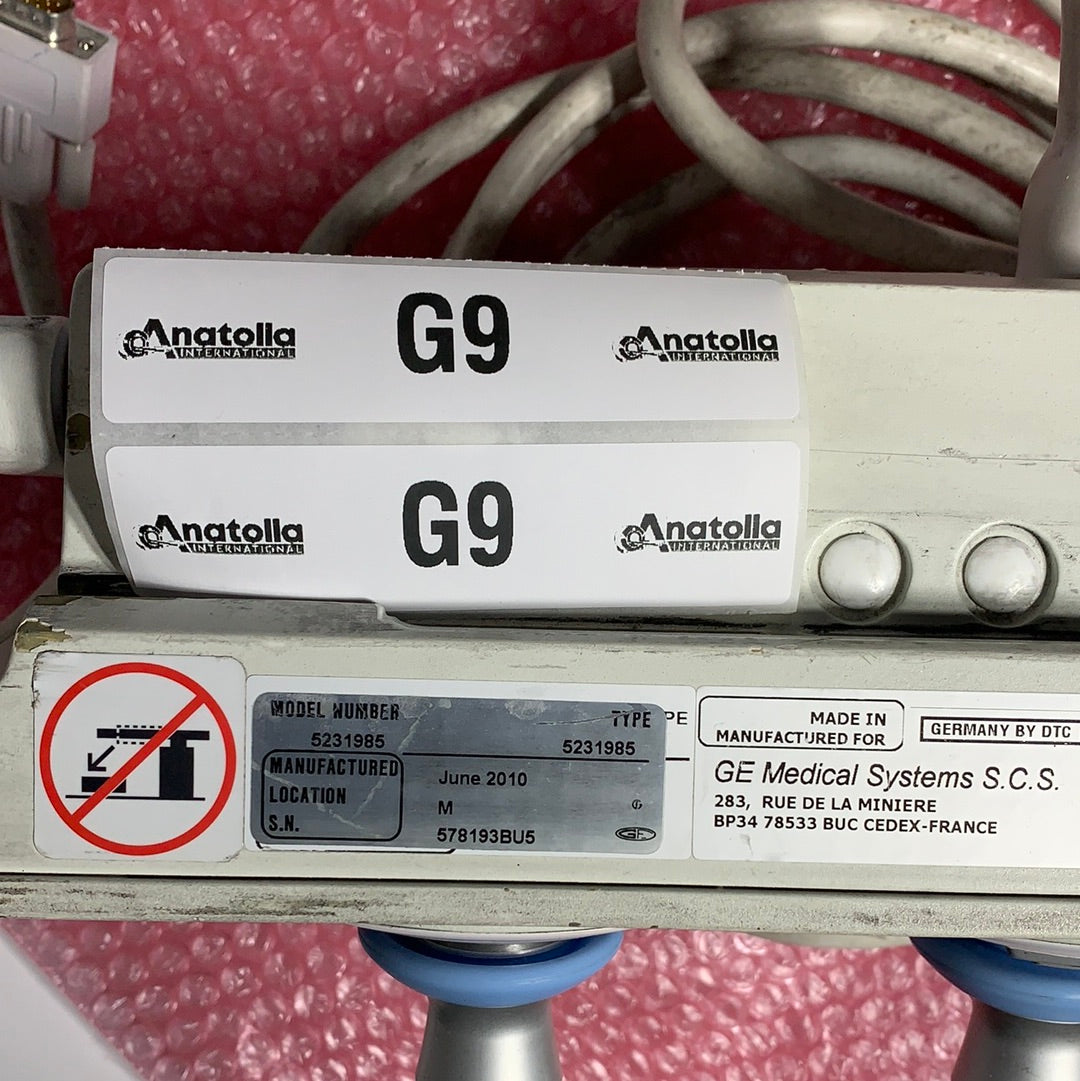 Anatolla
INTERNATIONAL
G9
Anatolla
INTERNATIONAL
Anatolla
INTERNATIONAL
G9
Anatolla
INTERNATIONAL
MODEL NUMBER TYPE PE
5231985 5231985
MANUFACTURED June 2010
LOCATION M
S.N. 578193BU5 GE
MADE IN GERMANY BY DTC
MANUFACTURED FOR
GE Medical Systems S.C.S.
283, RUE DE LA MINIERE
BP34 78533 BUC CEDEX-FRANCE